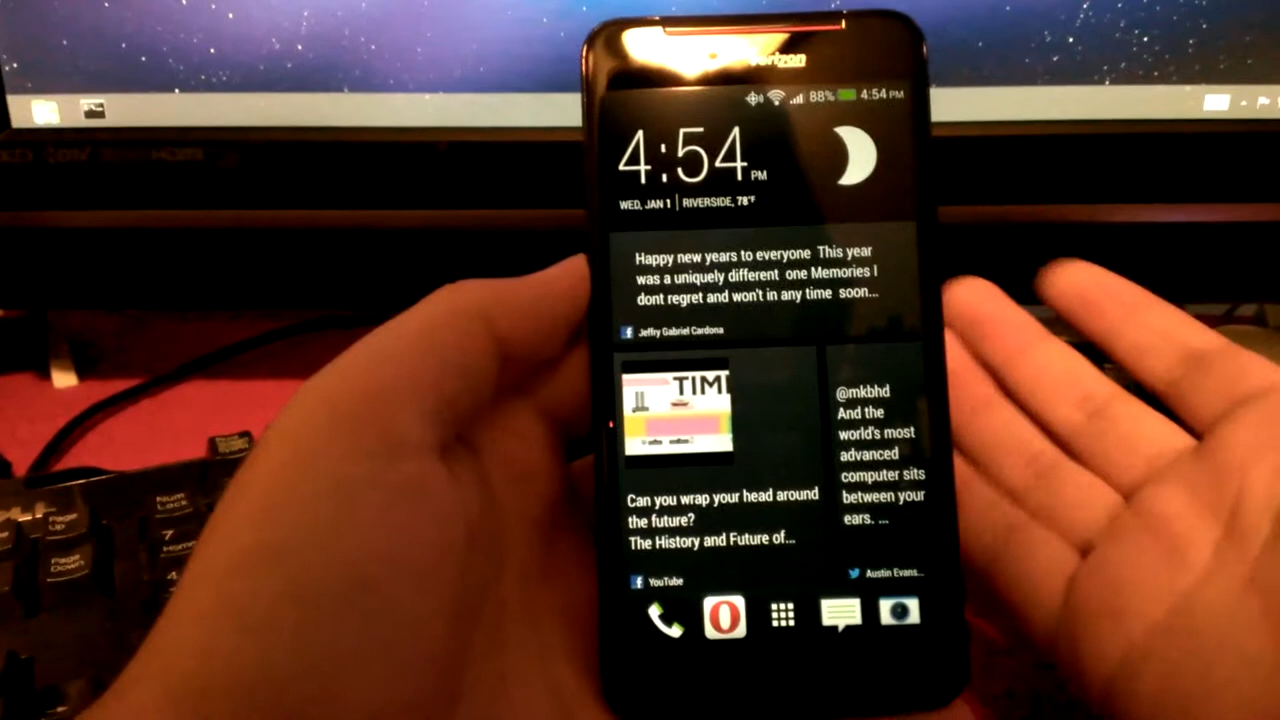 verizon
88% 4:54 PM
4:54 PM
WED, JAN 1 | RIVERSIDE, 78°F
Happy new years to everyone This year
was a uniquely different one Memories I
dont regret and won't in any time soon...
Jeffry Gabriel Cardona
TIM
Can you wrap your head around
the future?
The History and Future of...
YouTube
@mkbhd
And the
world's most
advanced
computer sits
between your
ears. ...
Austin Evans...
Num
Lock
Page
Up
7
Home
Page
Down
4